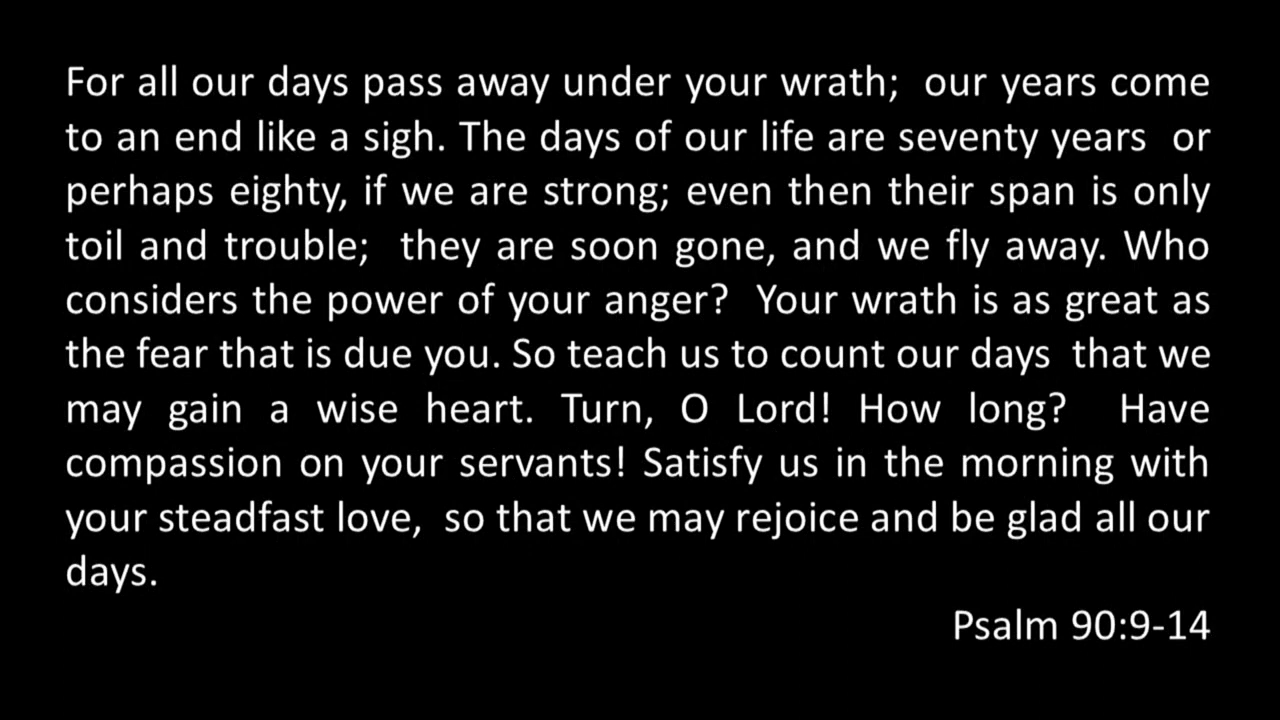 For all our days pass away under your wrath;  our years come
to an end like a sigh. The days of our life are seventy years  or
perhaps eighty, if we are strong; even then their span is only
toil and trouble;  they are soon gone, and we fly away. Who
considers the power of your anger?  Your wrath is as great as
the fear that is due you. So teach us to count our days  that we
may gain a wise heart. Turn, O Lord! How long?  Have
compassion on your servants! Satisfy us in the morning with
your steadfast love,  so that we may rejoice and be glad all our
days.
Psalm 90:9-14